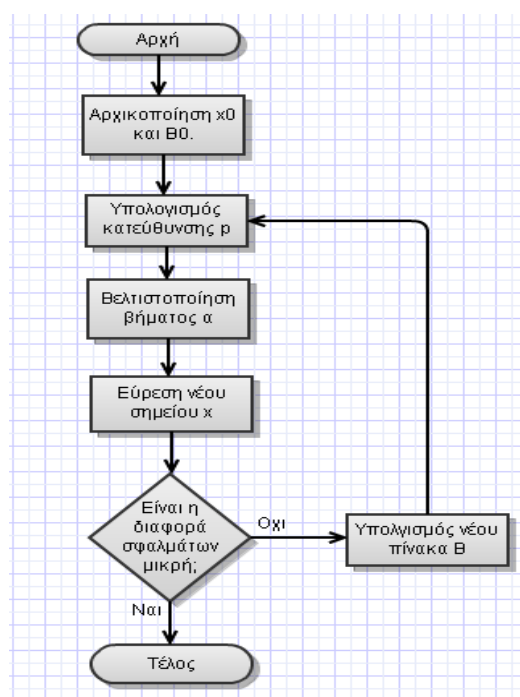 Αρχή
Αρχικοποίηση x0
και B0.
Υπολογισμός
κατεύθυνσης p
Βελτιστοποίηση
βήματος α
Εύρεση νέου
σημείου x
Είναι η
διαφορά
σφαλμάτων
μικρή;
Οχι
Υπολγισμός νέου
πίνακα B
Ναι
Τέλος